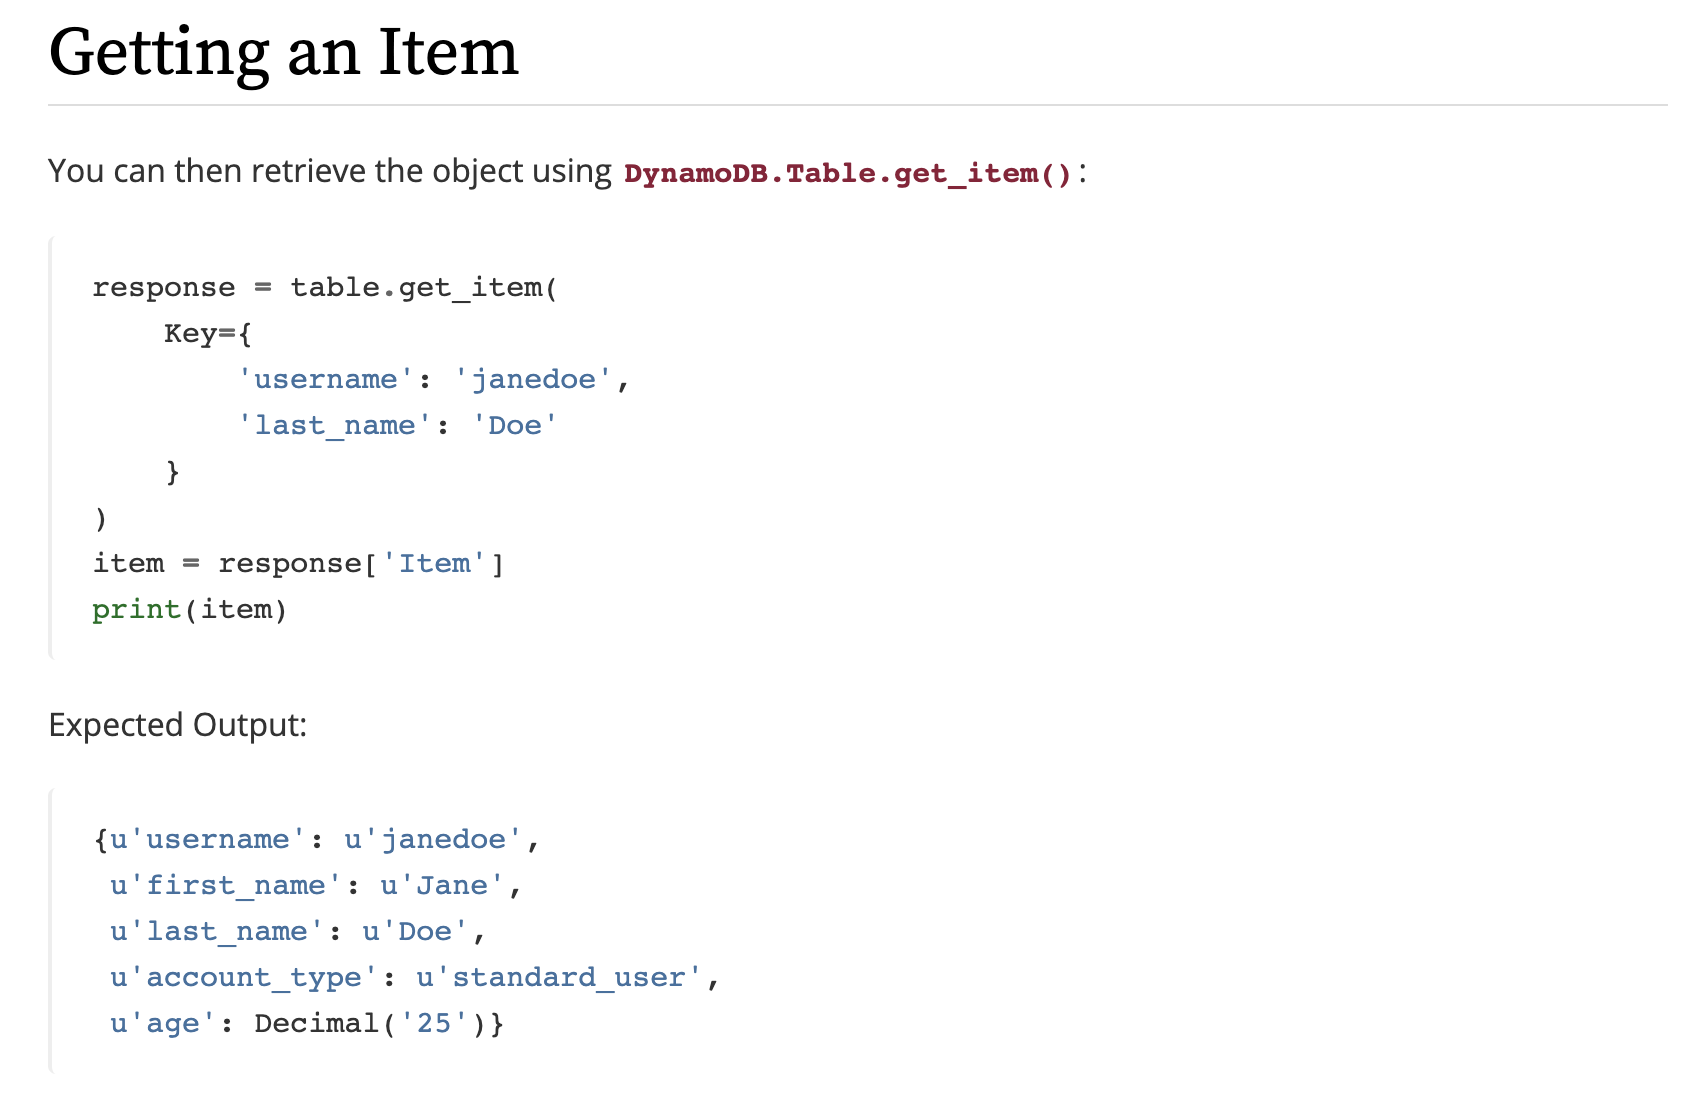 Getting an Item
You can then retrieve the object using DynamoDB.Table.get_item():
response = table.get_item(
    Key={
        'username': 'janedoe',
        'last_name': 'Doe'
    }
)
item = response['Item']
print(item)
Expected Output:
{u'username': u'janedoe',
 u'first_name': u'Jane',
 u'last_name': u'Doe',
 u'account_type': u'standard_user',
 u'age': Decimal('25')}